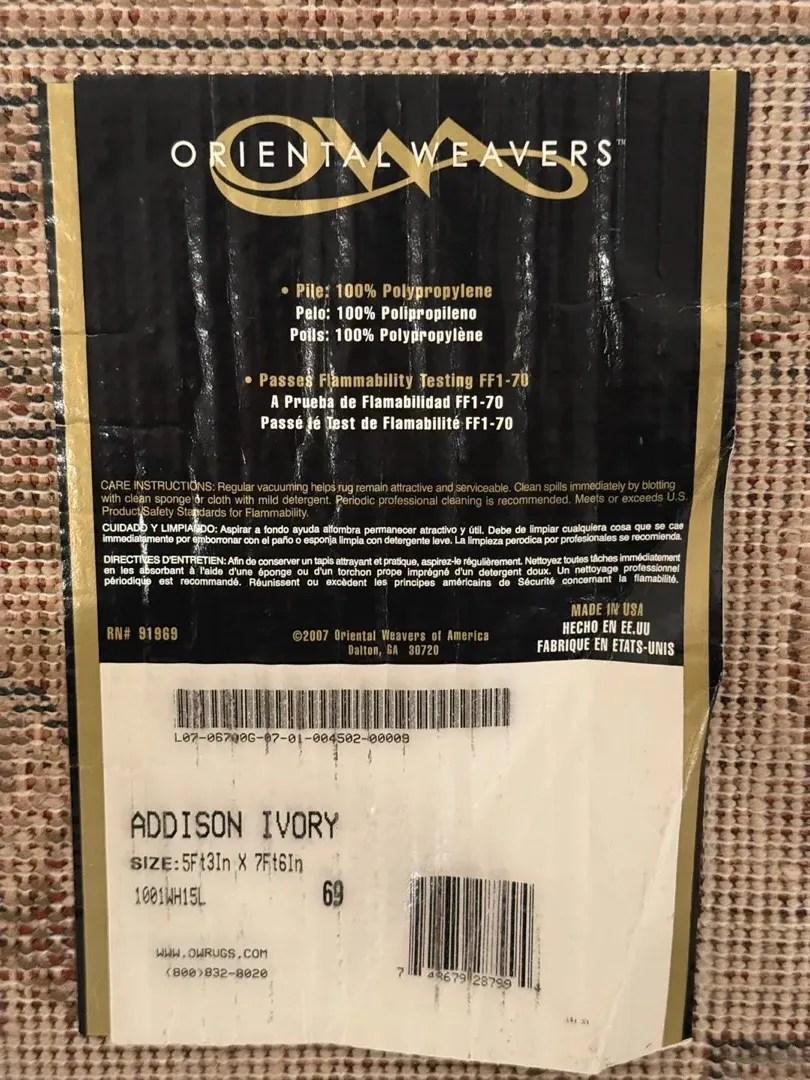 ORIENTAL WEAVERS™
• Pile: 100% Polypropylene
Pelo: 100% Polipropileno
Poils: 100% Polypropylène
• Passes Flammability Testing FF1-70
A Prueba de Flamabilidad FF1-70
Passé lé Test de Flamabilité FF1-70
CARE INSTRUCTIONS: Regular vacuuming helps rug remain attractive and serviceable. Clean spills immediately by blotting
with clean sponge or cloth with mild detergent. Periodic professional cleaning is recommended. Meets or exceeds U.S.
Product Safety Standards for Flammability.
CUIDADO Y LIMPIADO: Aspirar a fondo ayuda alfombra permanecer atractivo y útil. Debe de limpiar cualquiera cosa que se cae
immediatamente por emborronar con el paño o esponja limpia con detergente leve. La limpieza perodica por profesionales se recomienda.
DIRECTIVES D'ENTRETIEN: Afin de conserver un tapis attrayant et pratique, aspirez-le régulièrement. Nettoyez toutes tâches immédiatement
en les absorbant à l'aide d'une éponge ou d'un torchon prope imprégné d'un detergent doux. Un nettoyage professionnel
périodique est recommandé. Réunissent ou excèdent les principes américains de Sécurité concernant la flamabilité.
RN# 91969
©2007 Oriental Weavers of America
Dalton, GA 30720
MADE IN USA
HECHO EN EE.UU
FABRIQUE EN ETATS-UNIS
L07-06700G-07-01-004502-00009
ADDISON IVORY
SIZE:5Ft3In X 7Ft6In
1001WH15L
69
WWW.OWRUGS.COM
(800)832-8020
7 48679 28799 4